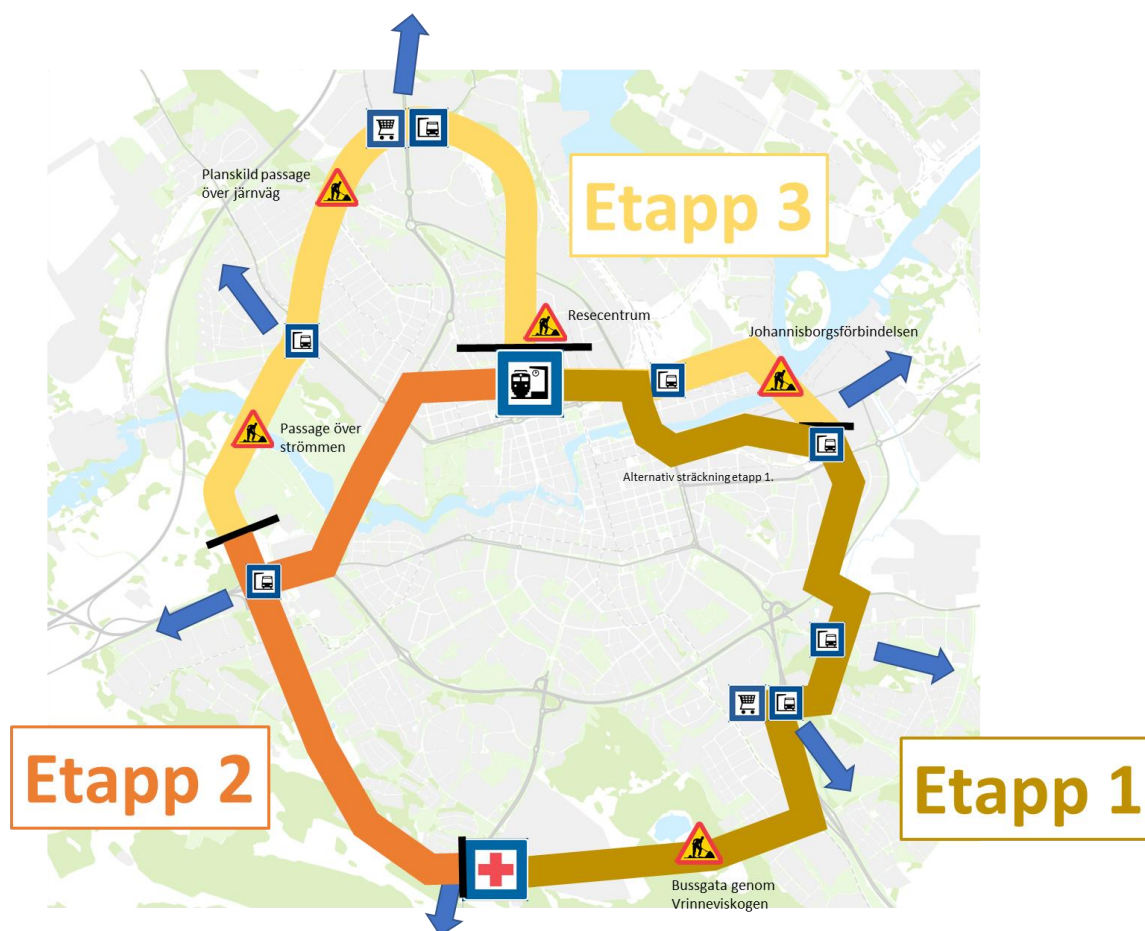 Planskild passage
över järnväg
Etapp 3
Resecentrum
Johannisborgsförbindelsen
Passage över
strömmen
Alternativ sträckning etapp 1.
Etapp 2
Etapp 1
Bussgata genom
Vrinneviskogen